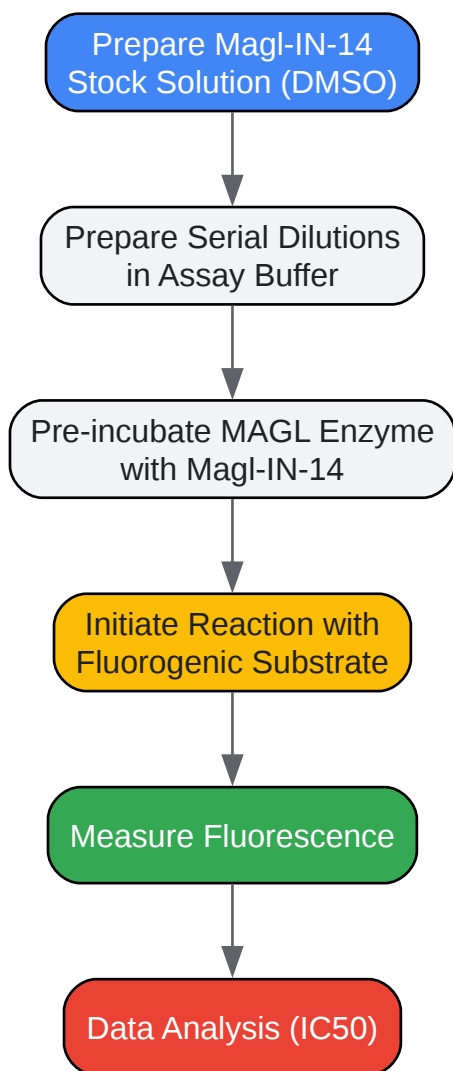 Prepare Magl-IN-14
Stock Solution (DMSO)
Prepare Serial Dilutions
in Assay Buffer
Pre-incubate MAGL Enzyme
with Magl-IN-14
Initiate Reaction with
Fluorogenic Substrate
Measure Fluorescence
Data Analysis (IC50)